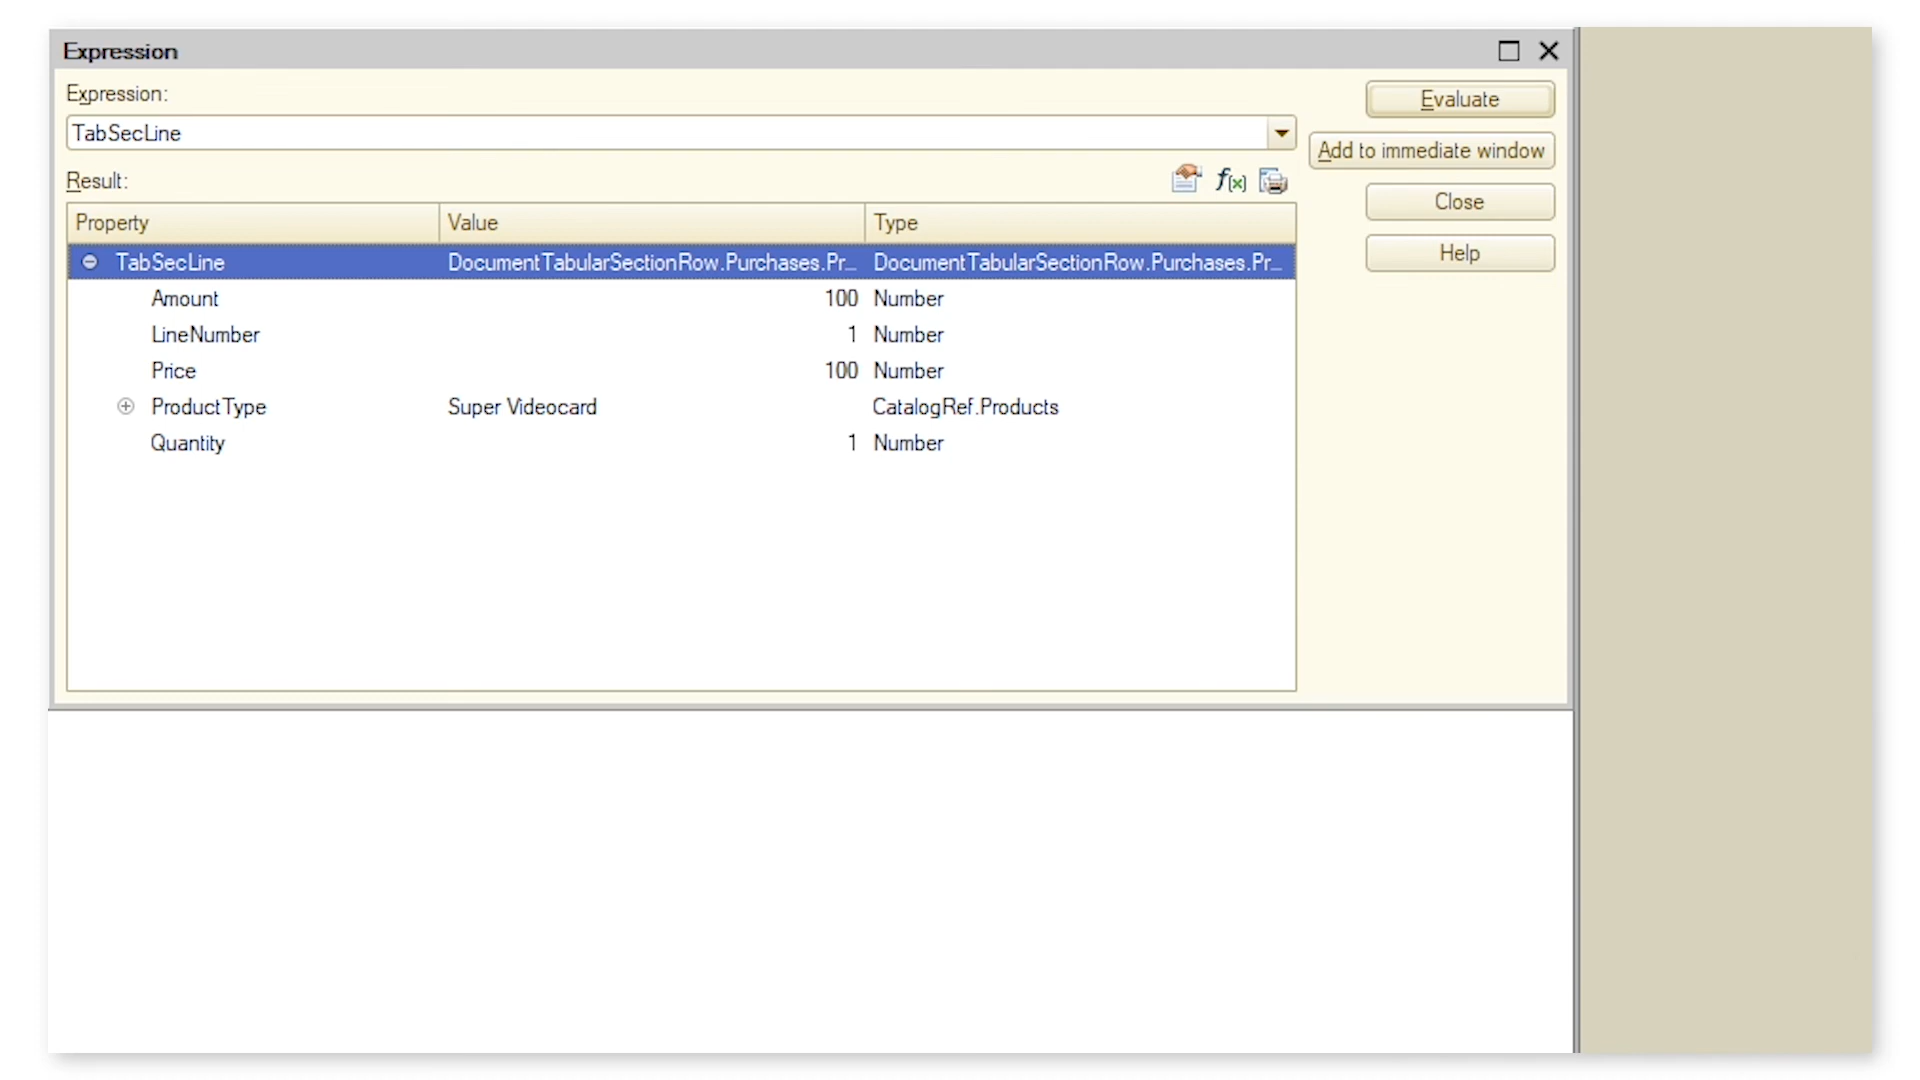 Expression
Expression:
Evaluate
TabSecLine
Add to immediate window
Result:
f(x)
Close
Property Value Type
Help
TabSecLine DocumentTabularSectionRow.Purchases.Pr... DocumentTabularSectionRow.Purchases.Pr...
Amount 100 Number
LineNumber 1 Number
Price 100 Number
ProductType Super Videocard CatalogRef.Products
Quantity 1 Number